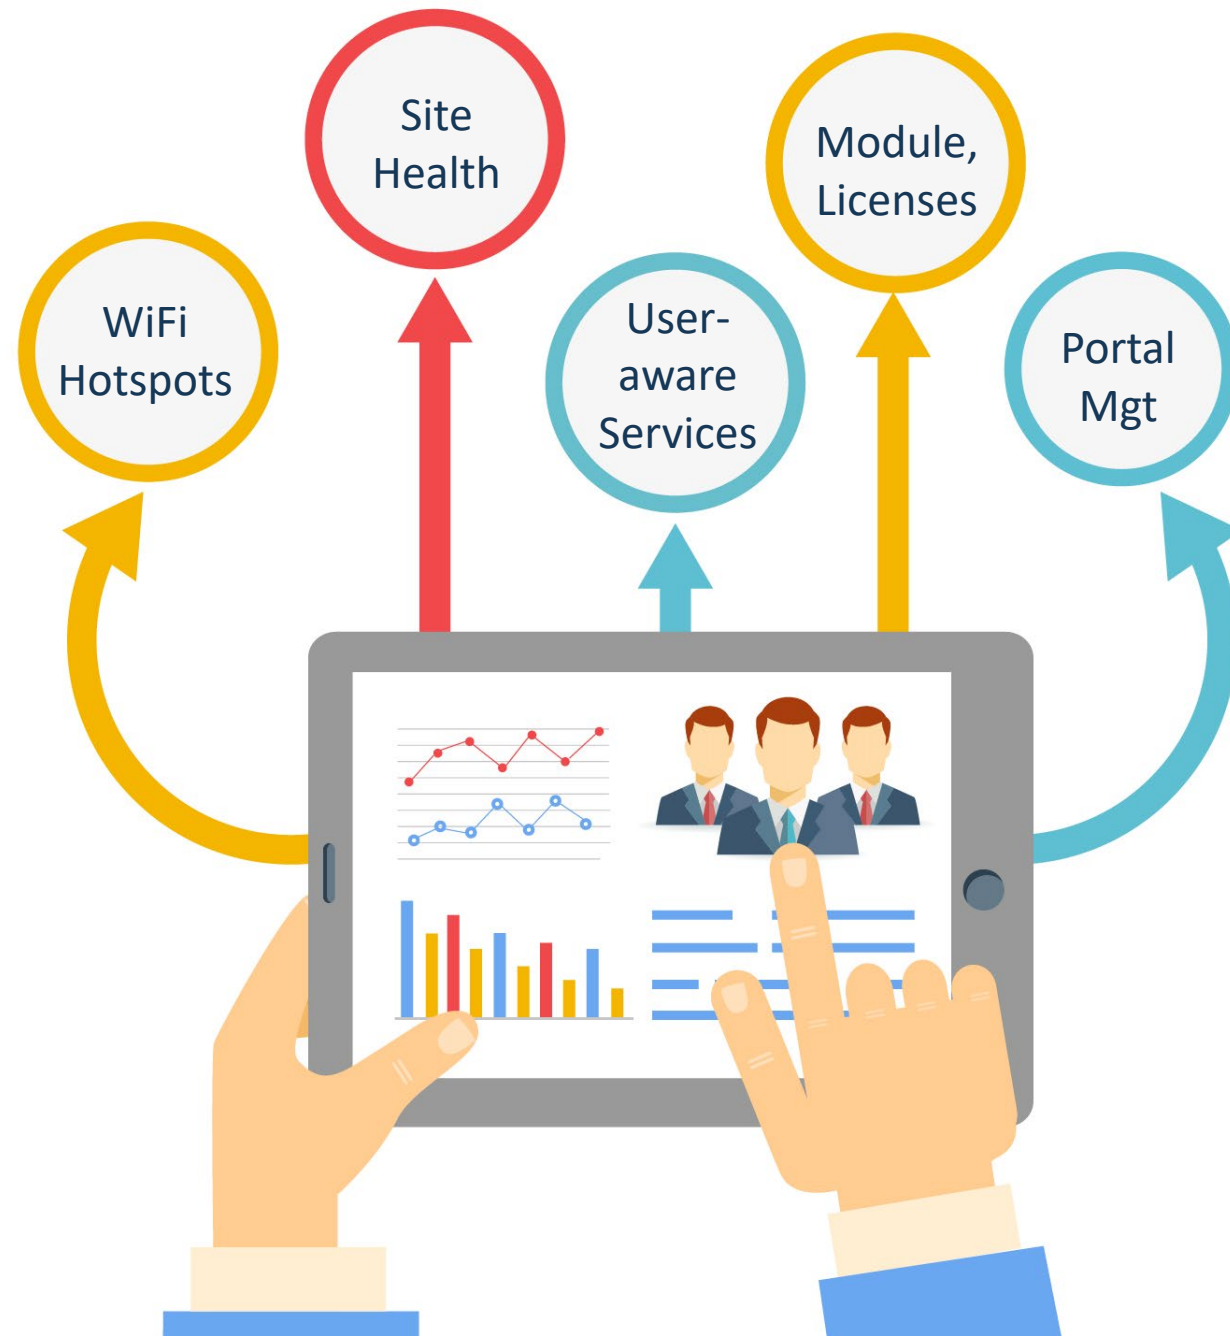 WiFi
Hotspots
Site
Health
User-
aware
Services
Module,
Licenses
Portal
Mgt